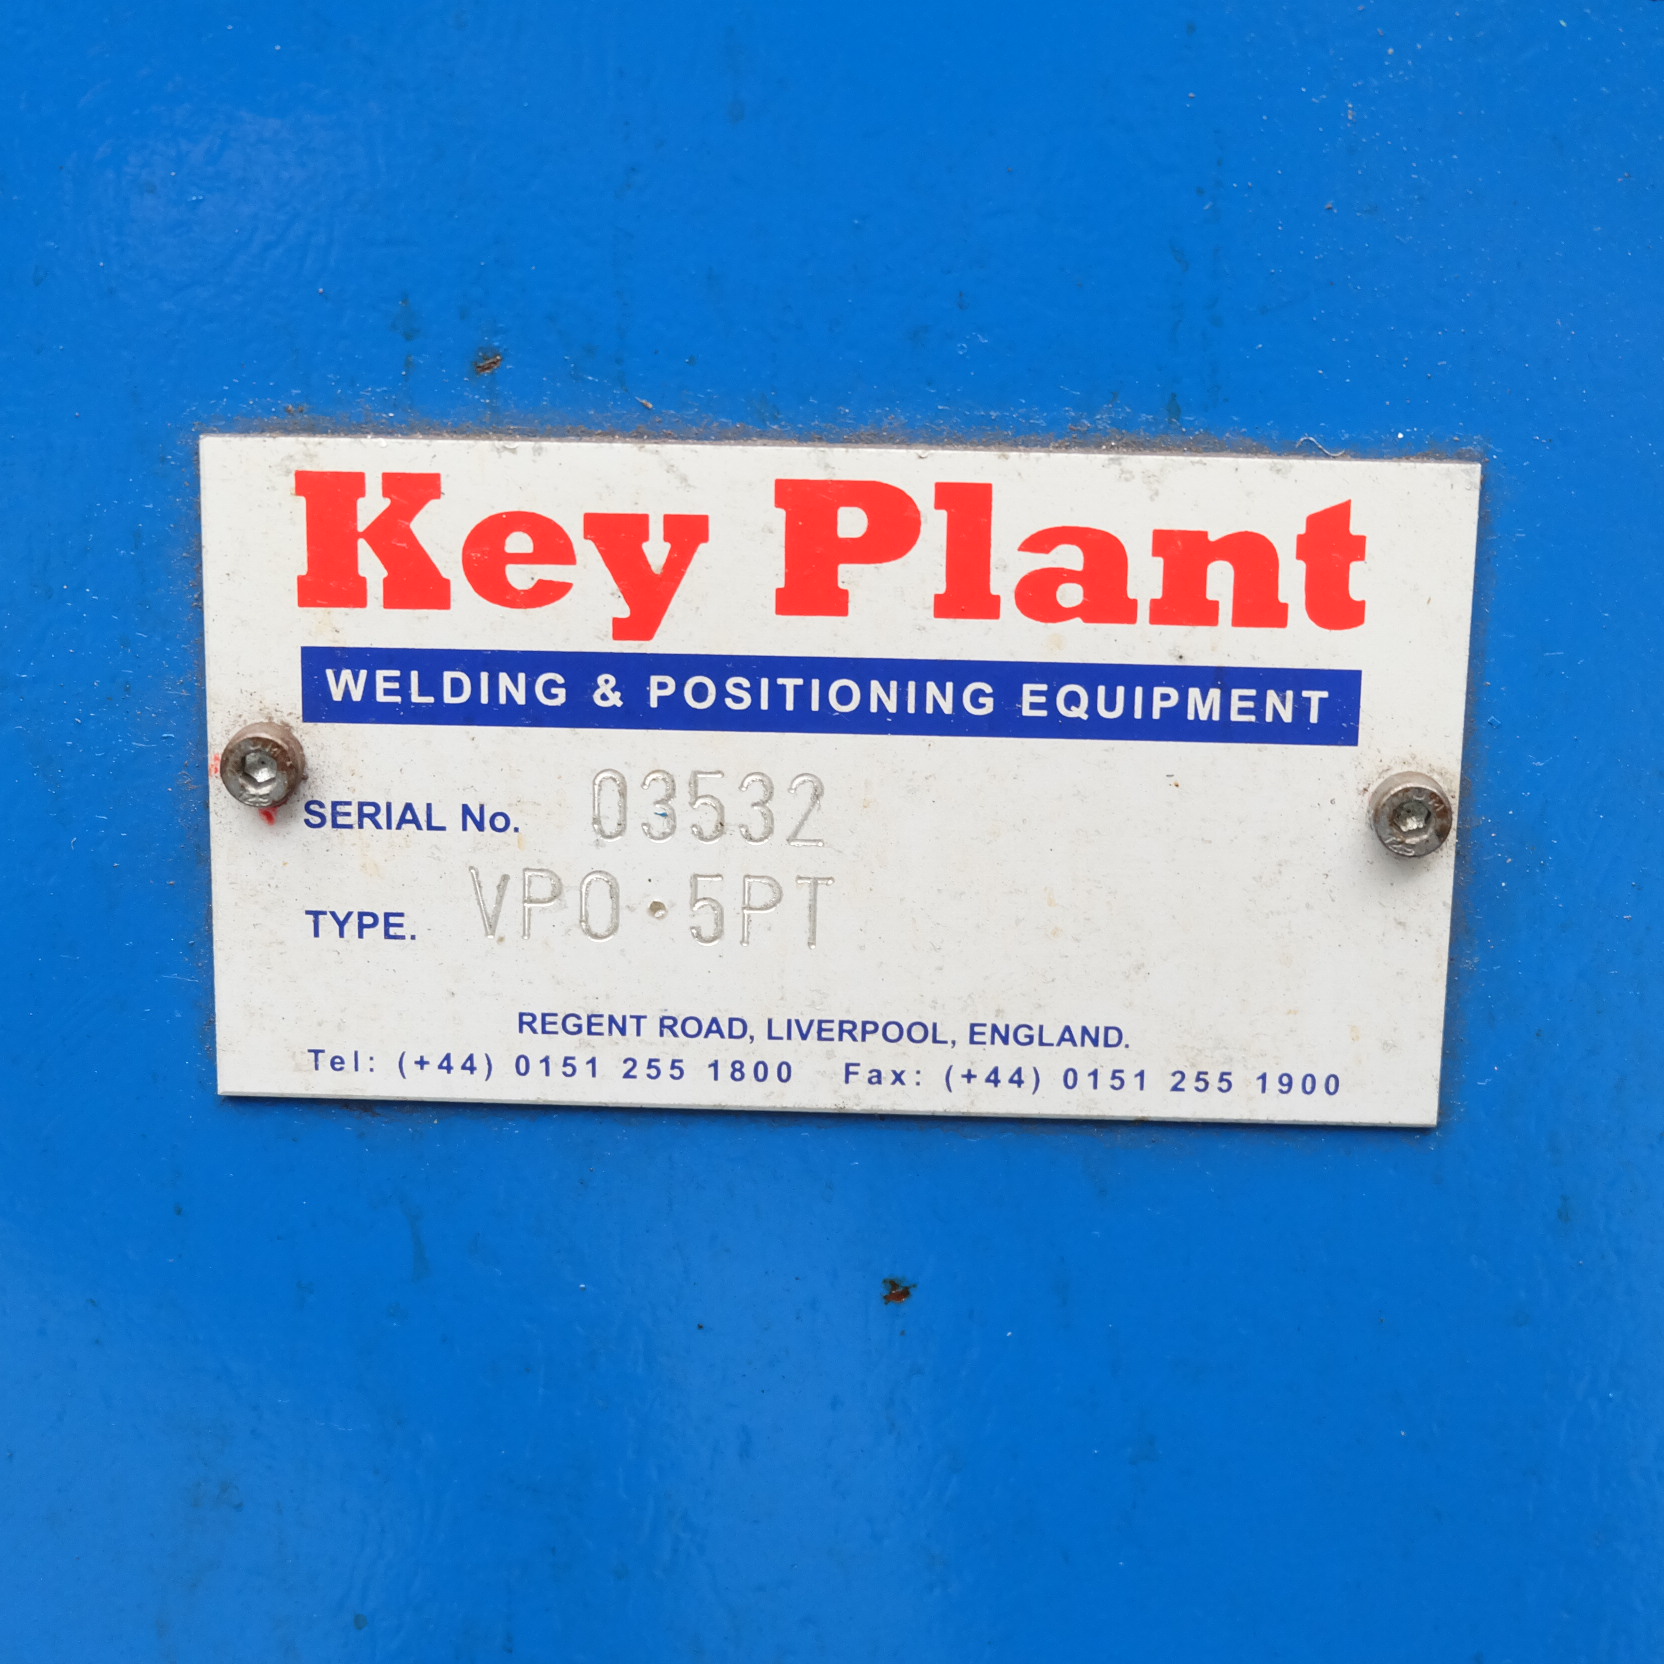 Key Plant
WELDING & POSITIONING EQUIPMENT
SERIAL No. 03532
TYPE. VPO·5PT
REGENT ROAD, LIVERPOOL, ENGLAND.
Tel: (+44) 0151 255 1800 Fax: (+44) 0151 255 1900